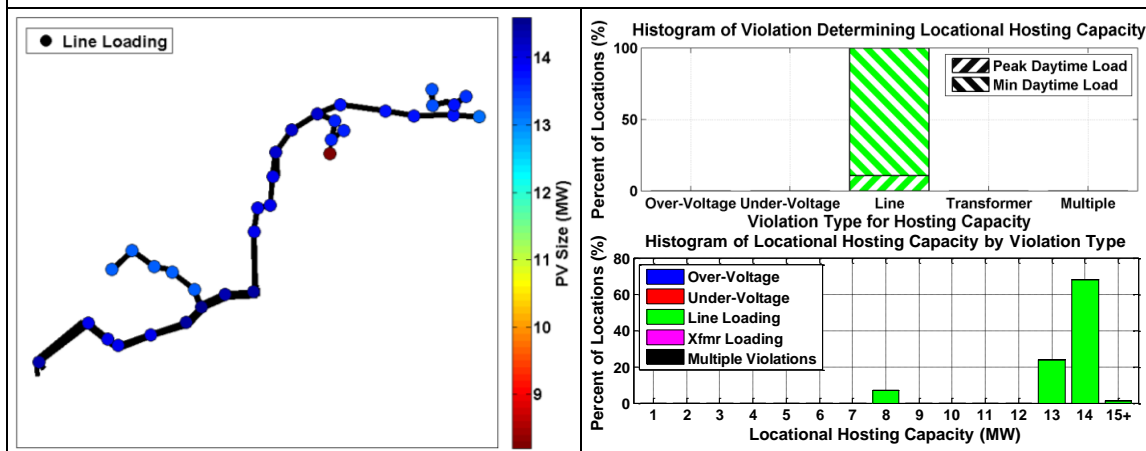 Line Loading
14
13
12
11
10
9
PV Size (MW)
Histogram of Violation Determining Locational Hosting Capacity
Percent of Locations (%)
100
50
0
Peak Daytime Load
Min Daytime Load
Over-Voltage Under-Voltage Line Transformer Multiple
Violation Type for Hosting Capacity
Histogram of Locational Hosting Capacity by Violation Type
Percent of Locations (%)
80
60
40
20
0
Over-Voltage
Under-Voltage
Line Loading
Xfmr Loading
Multiple Violations
1 2 3 4 5 6 7 8 9 10 11 12 13 14 15+
Locational Hosting Capacity (MW)